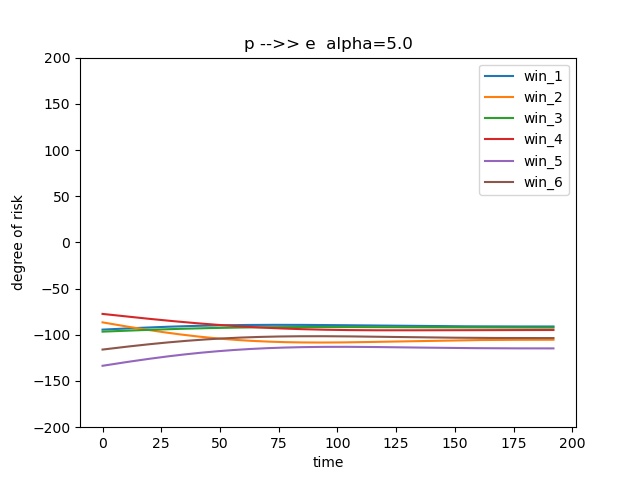 p -->> e  alpha=5.0
200
150
100
50
0
−50
−100
−150
−200
degree of risk
win_1
win_2
win_3
win_4
win_5
win_6
0 25 50 75 100 125 150 175 200
time